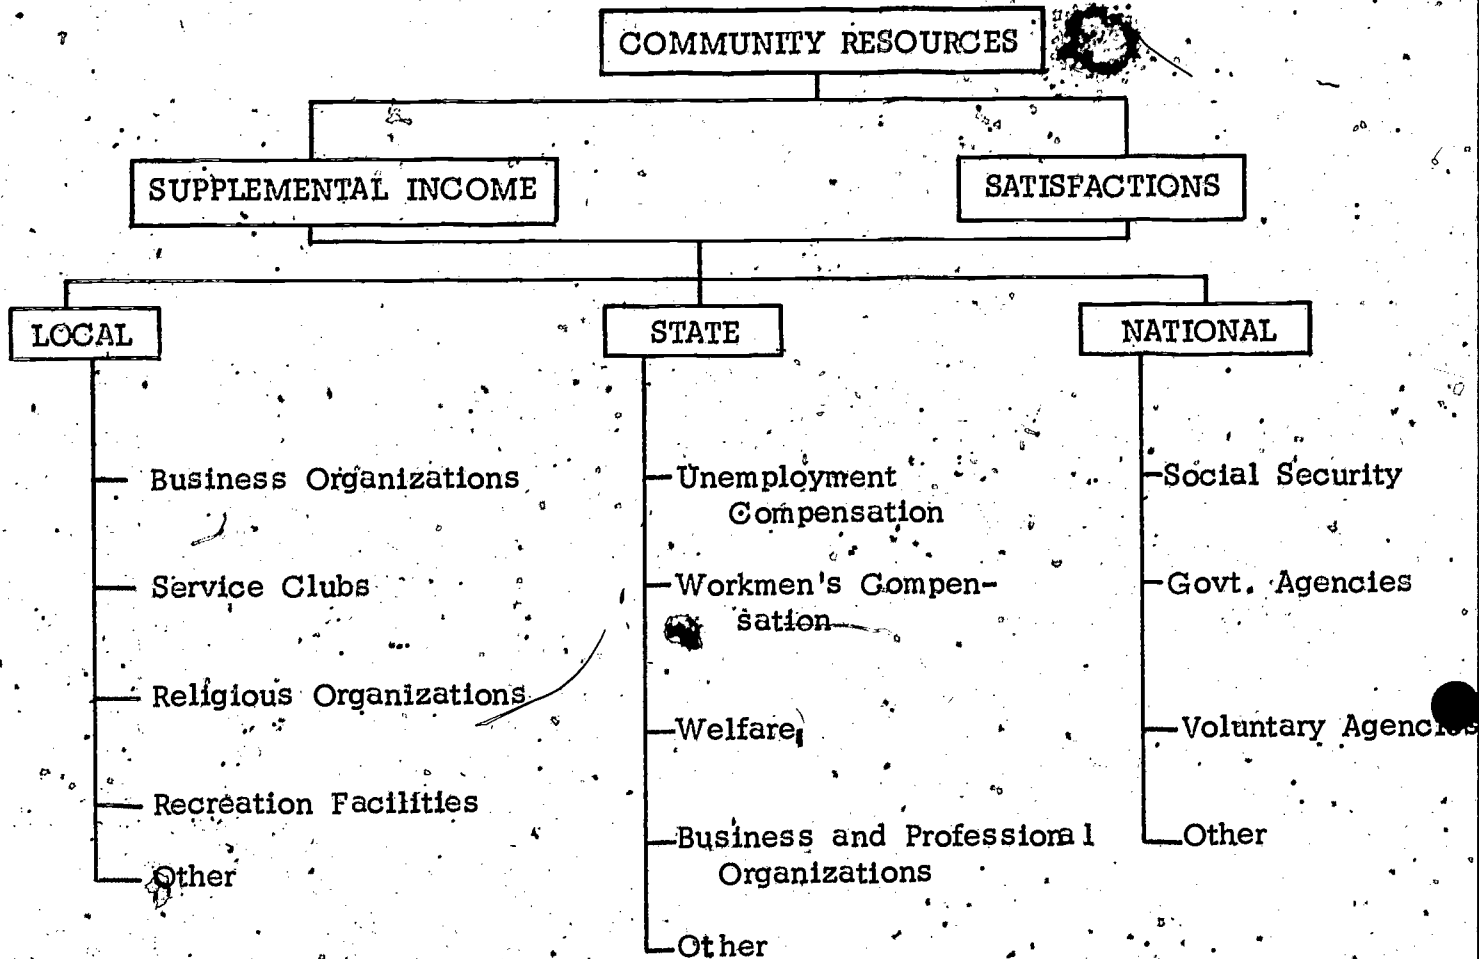 COMMUNITY RESOURCES
SUPPLEMENTAL INCOME
SATISFACTIONS
LOCAL
Business Organizations
Service Clubs
Religious Organizations
Recreation Facilities
Other
STATE
Unemployment
Compensation
Workmen's Compen-
sation
Welfare
Business and Professional
Organizations
Other
NATIONAL
Social Security
Govt. Agencies
Voluntary Agencies
Other